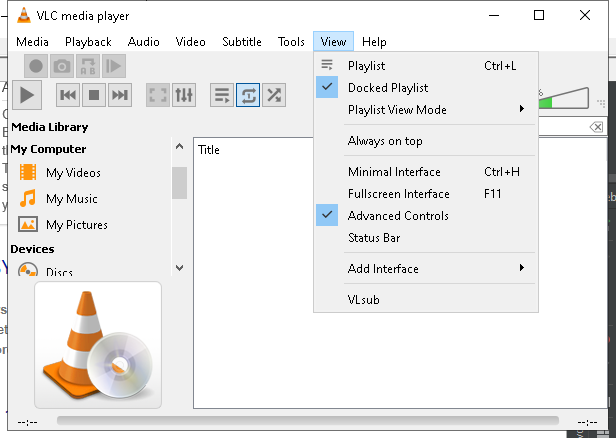 VLC media player
Media Playback Audio Video Subtitle Tools View Help
Playlist Ctrl+L
Docked Playlist
Playlist View Mode
Always on top
Minimal Interface Ctrl+H
Fullscreen Interface F11
Advanced Controls
Status Bar
Add Interface
VLsub
A B
%
Media Library
My Computer
My Videos
My Music
My Pictures
Devices
Discs
Title
--:-- --:--